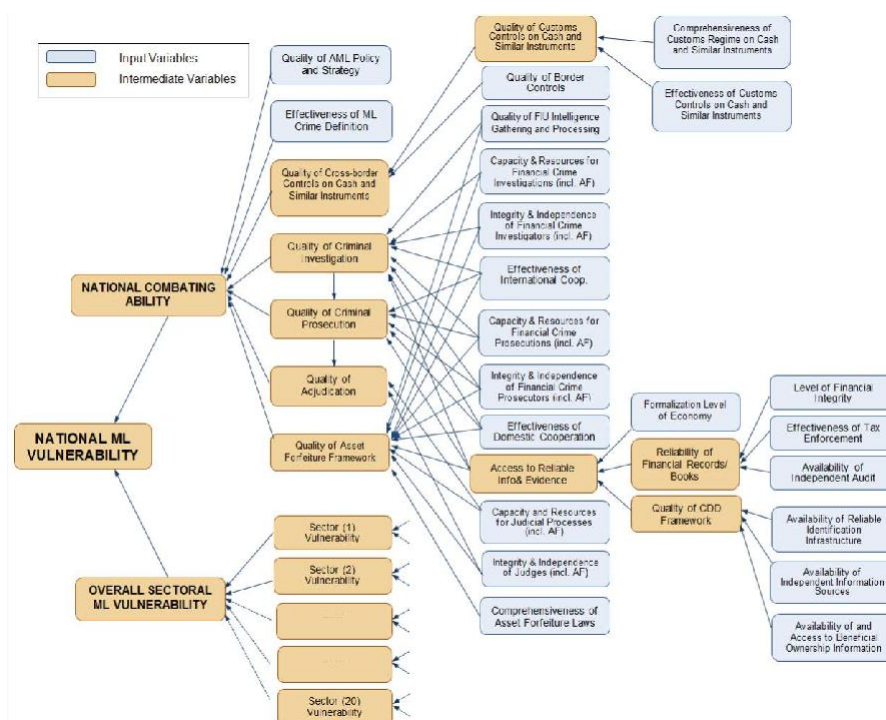 Input Variables
Intermediate Variables
Quality of AML Policy
and Strategy
Effectiveness of ML
Crime Definition
Quality of Cross-border
Controls on Cash and
Similar Instruments
Quality of Criminal
Investigation
Quality of Criminal
Prosecution
Quality of
Adjudication
Quality of Asset
Forfeiture Framework
NATIONAL COMBATING
ABILITY
NATIONAL ML
VULNERABILITY
OVERALL SECTORAL
ML VULNERABILITY
Sector (1)
Vulnerability
Sector (2)
Vulnerability
Sector (20)
Vulnerability
Quality of Customs
Controls on Cash and
Similar Instruments
Quality of Border
Controls
Quality of FIU Intelligence
Gathering and Processing
Capacity & Resources for
Financial Crime
Investigations (incl. AF)
Integrity & Independence
of Financial Crime
Investigators (incl. AF)
Effectiveness of
International Coop.
Capacity & Resources for
Financial Crime
Prosecutions (incl. AF)
Integrity & Independence
of Financial Crime
Prosecutors (incl. AF)
Effectiveness of
Domestic Cooperation
Access to Reliable
Info& Evidence
Capacity and Resources
for Judicial Processes
(incl. AF)
Integrity & Independence
of Judges (incl. AF)
Comprehensiveness of
Asset Forfeiture Laws
Comprehensiveness of
Customs Regime on Cash
and Similar Instruments
Effectiveness of Customs
Controls on Cash and
Similar Instruments
Formalization Level
of Economy
Reliability of
Financial Records/
Books
Quality of CDD
Framework
Level of Financial
Integrity
Effectiveness of Tax
Enforcement
Availability of
Independent Audit
Availability of Reliable
Identification
Infrastructure
Availability of
Independent Information
Sources
Availability of and
Access to Beneficial
Ownership Information